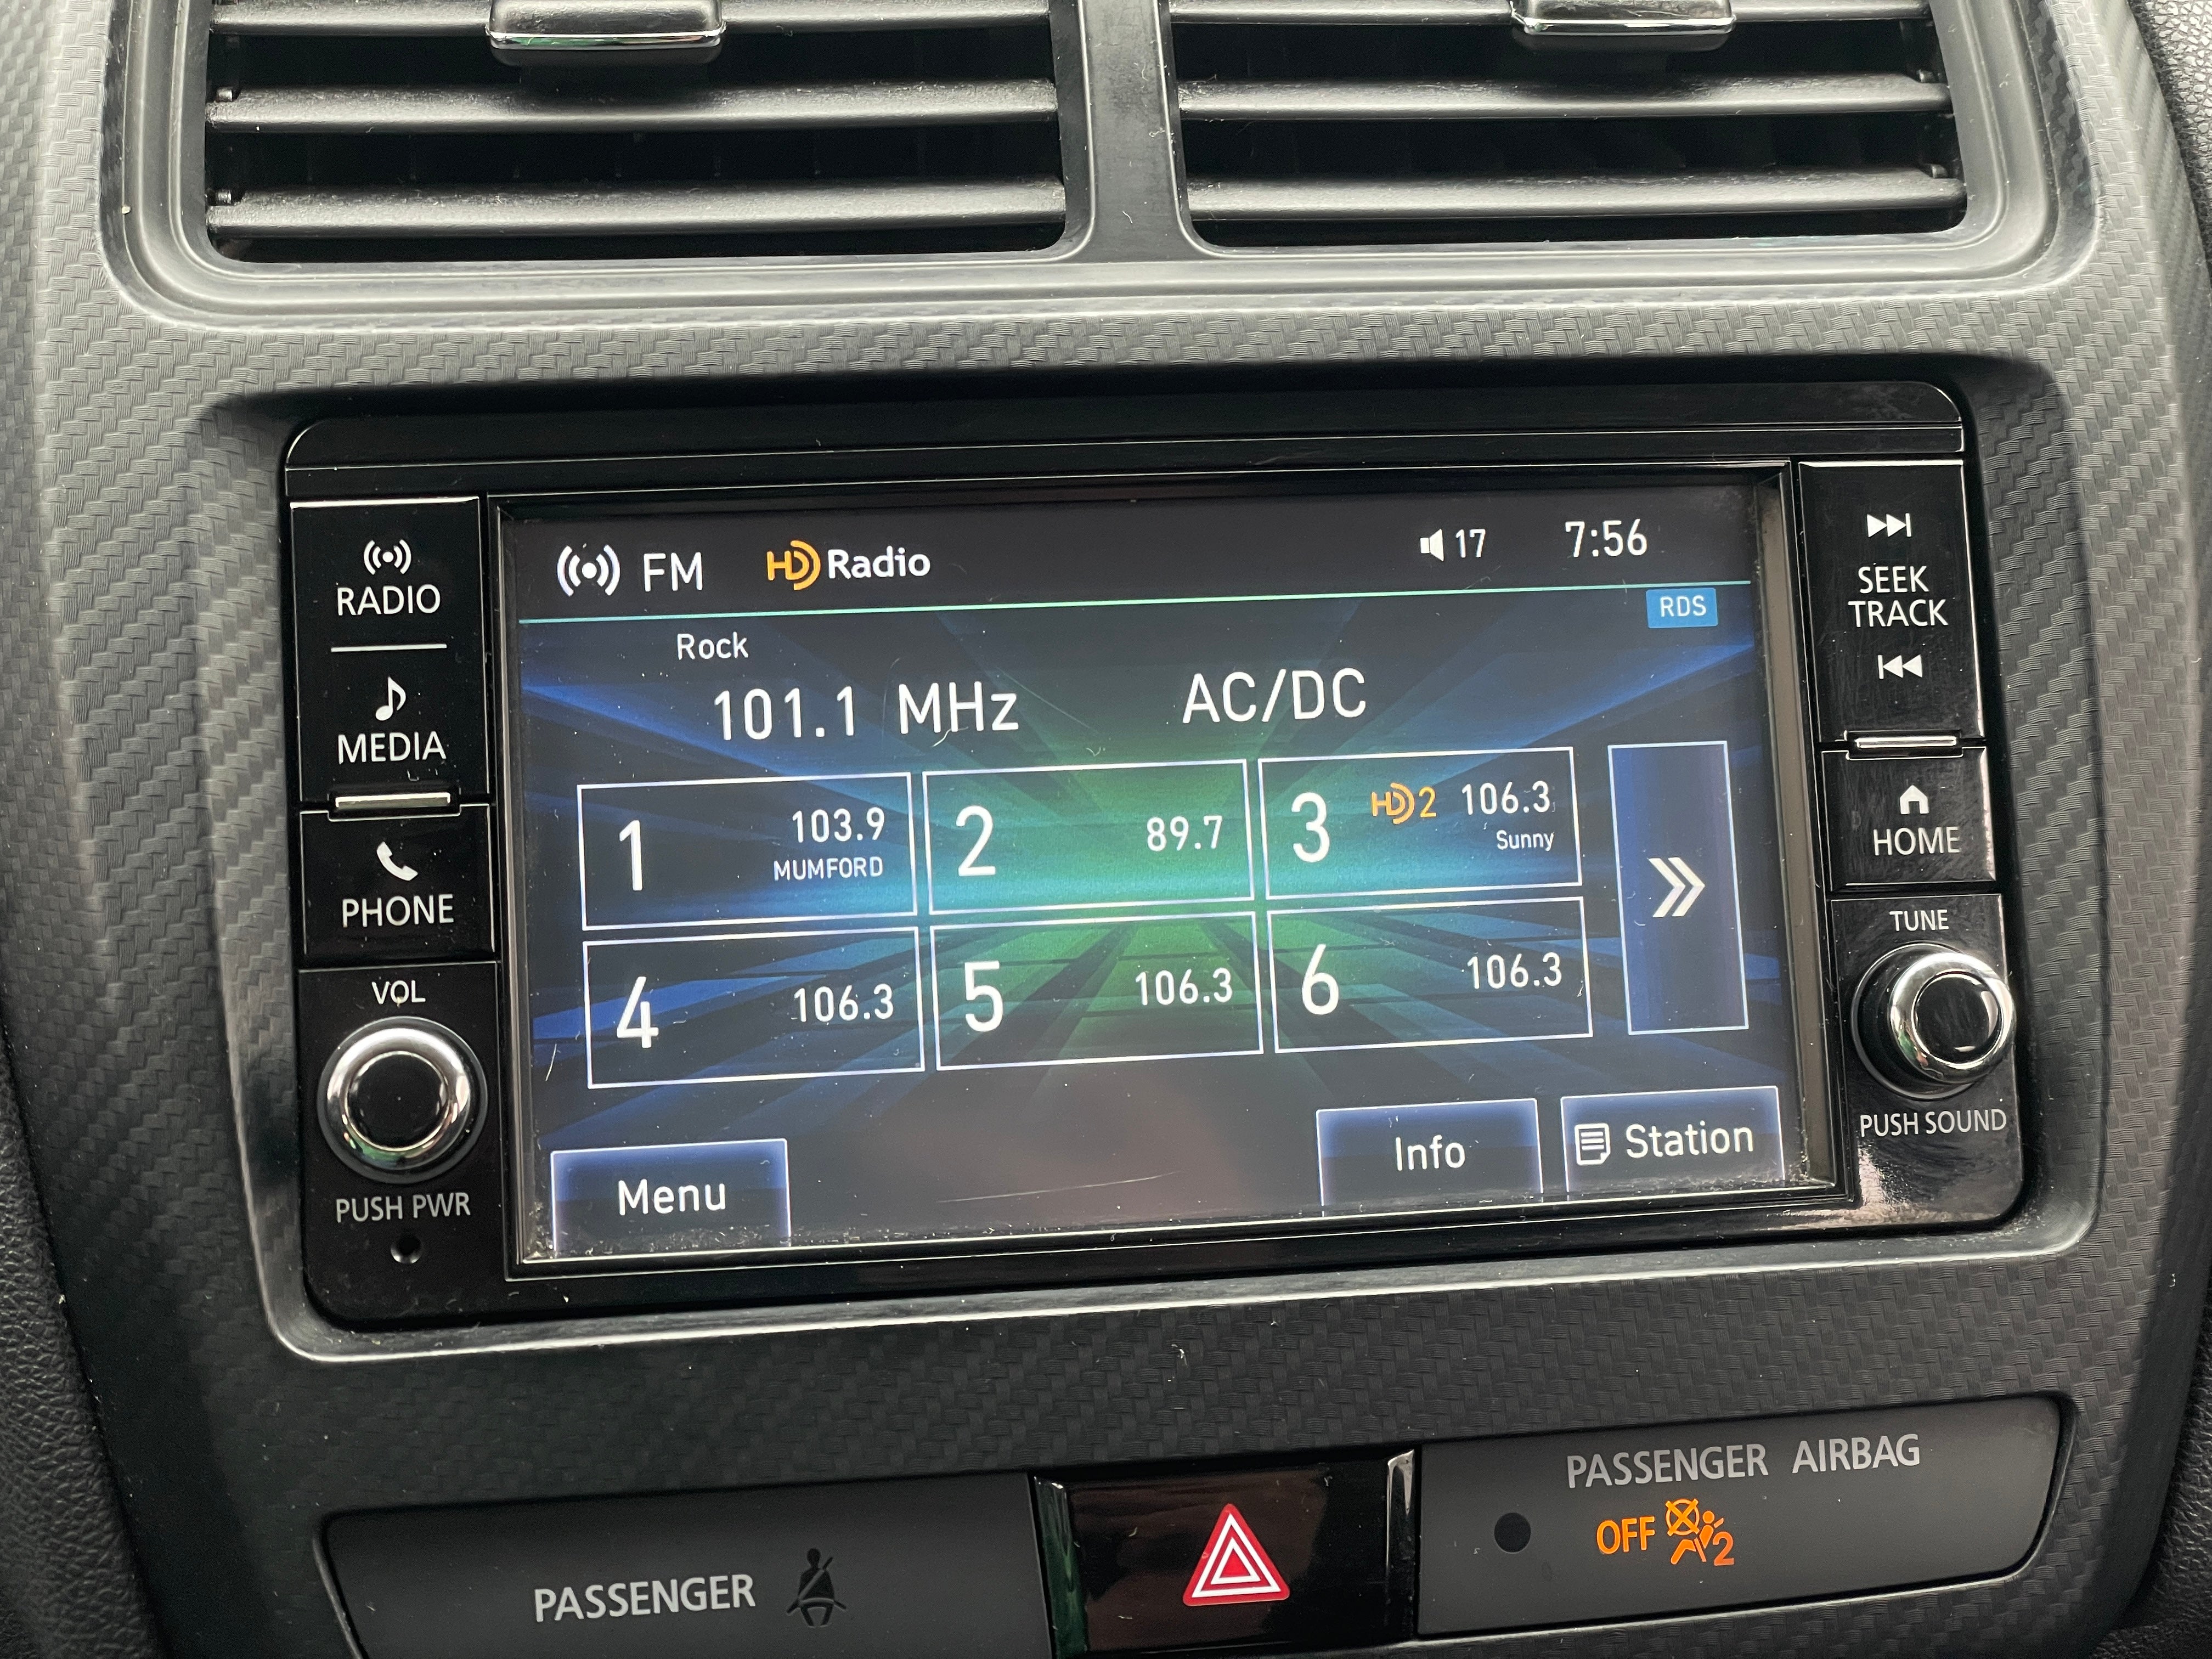 FM HD Radio 17 7:56
RDS
Rock
101.1 MHz AC/DC
1 103.9
MUMFORD
2 89.7
3 HD2 106.3
Sunny
4 106.3
5 106.3
6 106.3
Menu
Info
Station
RADIO
MEDIA
PHONE
VOL
PUSH PWR
SEEK
TRACK
HOME
TUNE
PUSH SOUND
PASSENGER
PASSENGER AIRBAG
OFF 2